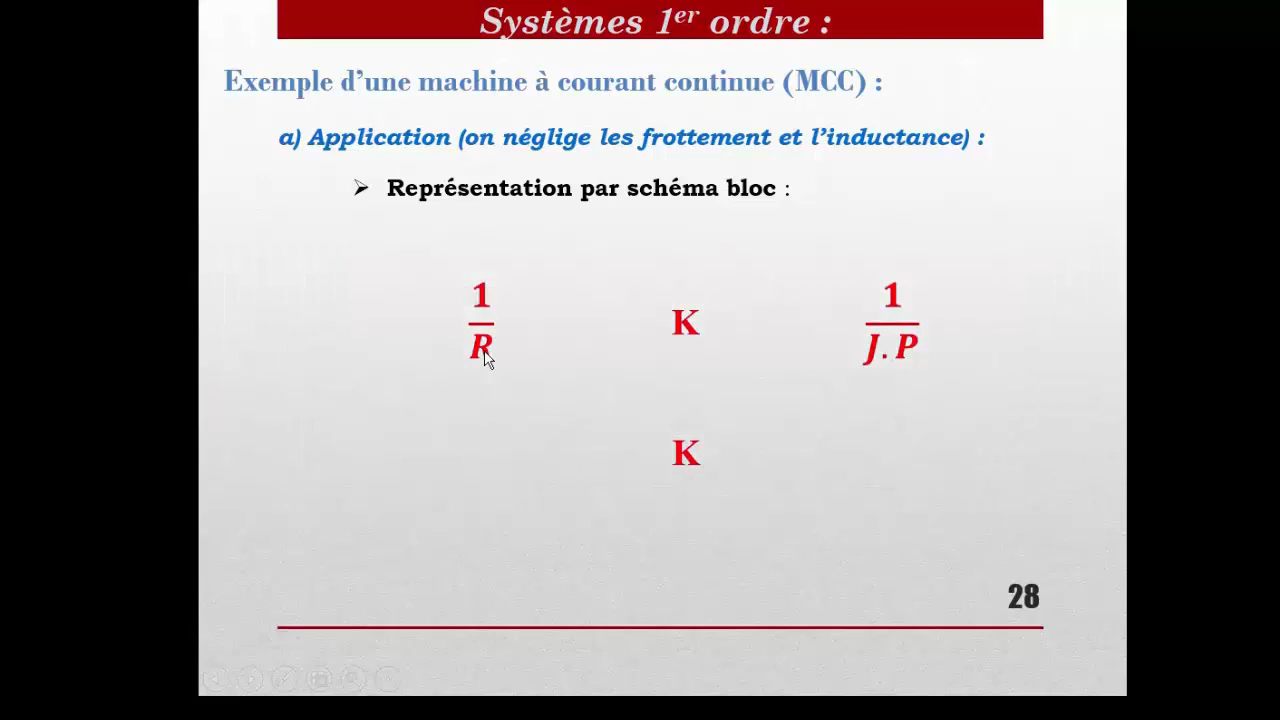 Systèmes 1er ordre :
Exemple d'une machine à courant continue (MCC) :
a) Application (on néglige les frottement et l'inductance) :
➢ Représentation par schéma bloc :
1
R
K
1
J.P
K
28